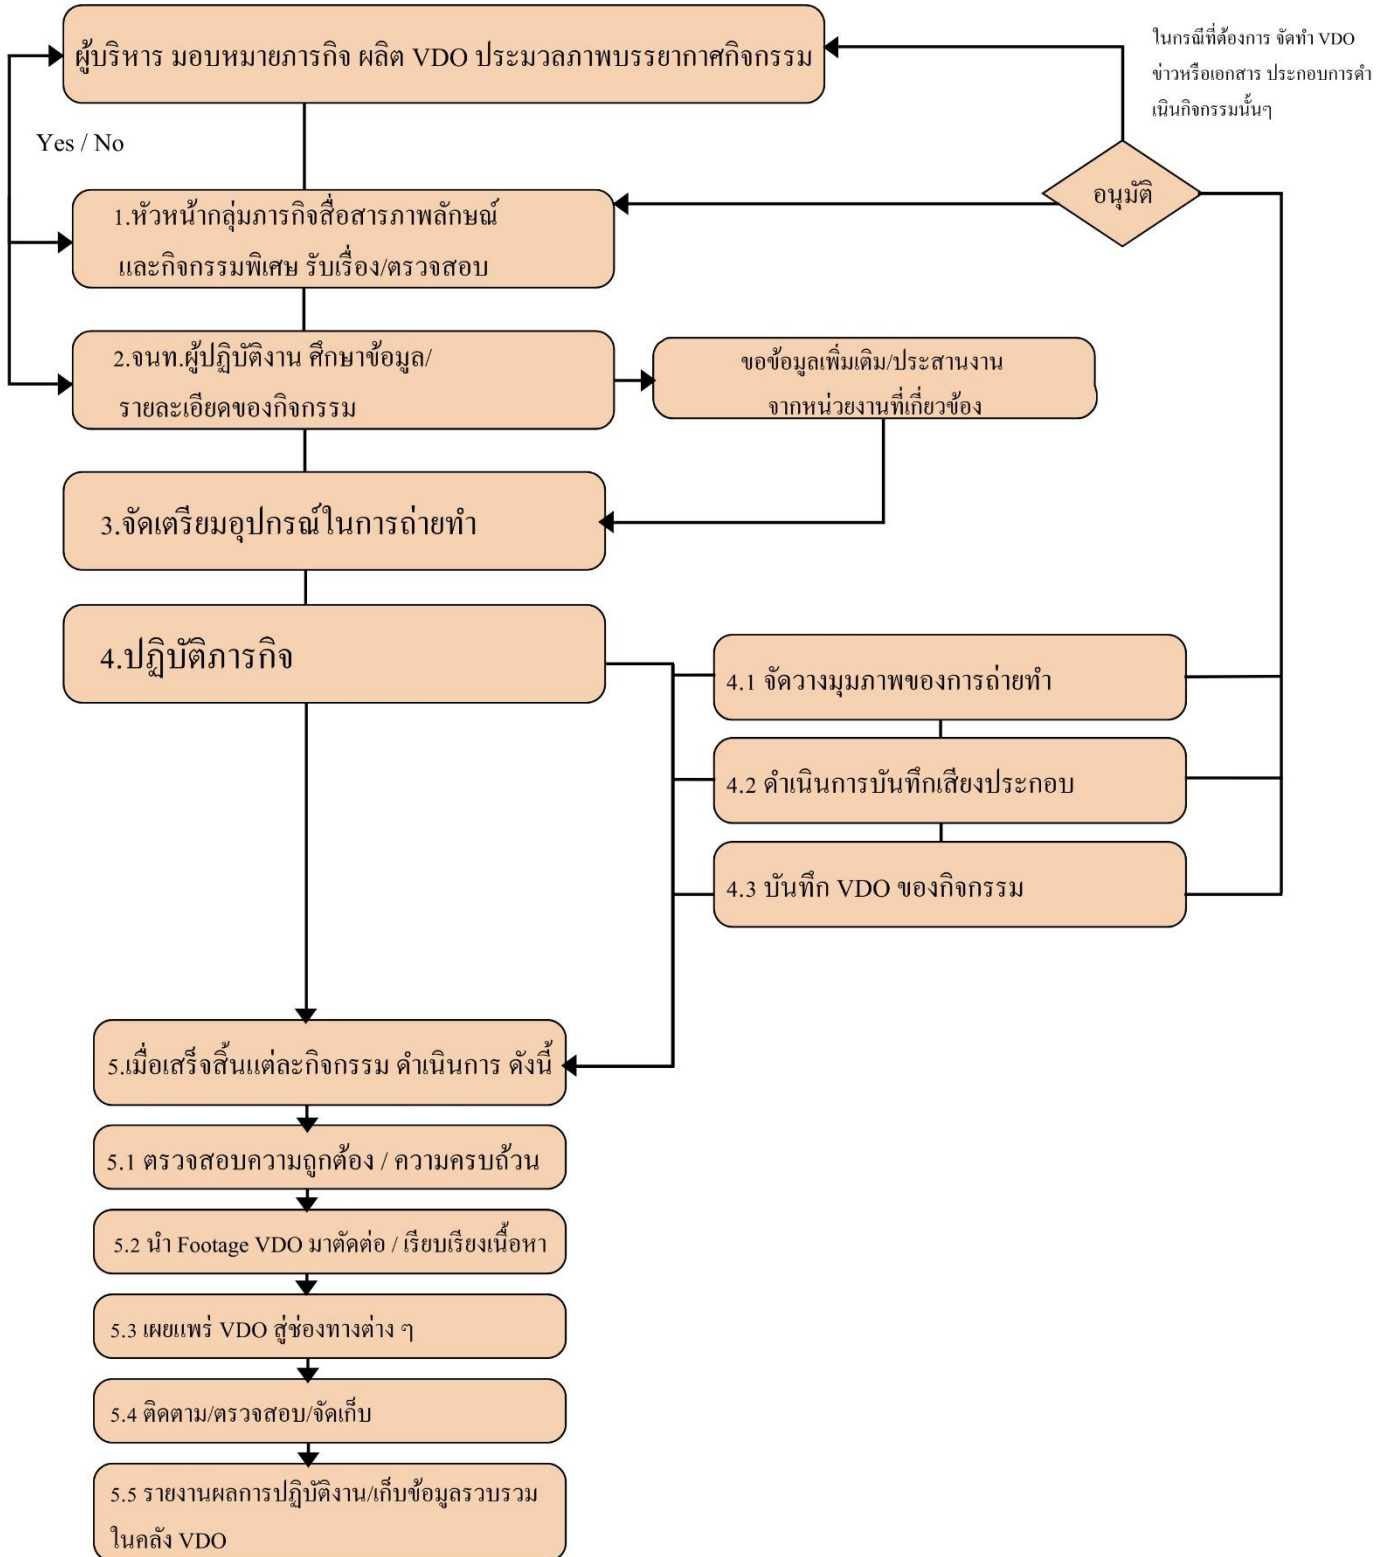 ผู้บริหาร มอบหมายภารกิจ ผลิต VDO ประมวลภาพบรรยากาศกิจกรรม
ในกรณีที่ต้องการ จัดทำ VDO
ข่าวหรือเอกสาร ประกอบการดำ
เนินกิจกรรมนั้นๆ
Yes / No
อนุมัติ
1.หัวหน้ากลุ่มภารกิจสื่อสารภาพลักษณ์
และกิจกรรมพิเศษ รับเรื่อง/ตรวจสอบ
2.จนท.ผู้ปฏิบัติงาน ศึกษาข้อมูล/
รายละเอียดของกิจกรรม
ขอข้อมูลเพิ่มเติม/ประสานงาน
จากหน่วยงานที่เกี่ยวข้อง
3.จัดเตรียมอุปกรณ์ในการถ่ายทำ
4.ปฏิบัติภารกิจ
4.1 จัดวางมุมภาพของการถ่ายทำ
4.2 ดำเนินการบันทึกเสียงประกอบ
4.3 บันทึก VDO ของกิจกรรม
5.เมื่อเสร็จสิ้นแต่ละกิจกรรม ดำเนินการ ดังนี้
5.1 ตรวจสอบความถูกต้อง / ความครบถ้วน
5.2 นำ Footage VDO มาตัดต่อ / เรียบเรียงเนื้อหา
5.3 เผยแพร่ VDO สู่ช่องทางต่าง ๆ
5.4 ติดตาม/ตรวจสอบ/จัดเก็บ
5.5 รายงานผลการปฏิบัติงาน/เก็บข้อมูลรวบรวม
ในคลัง VDO